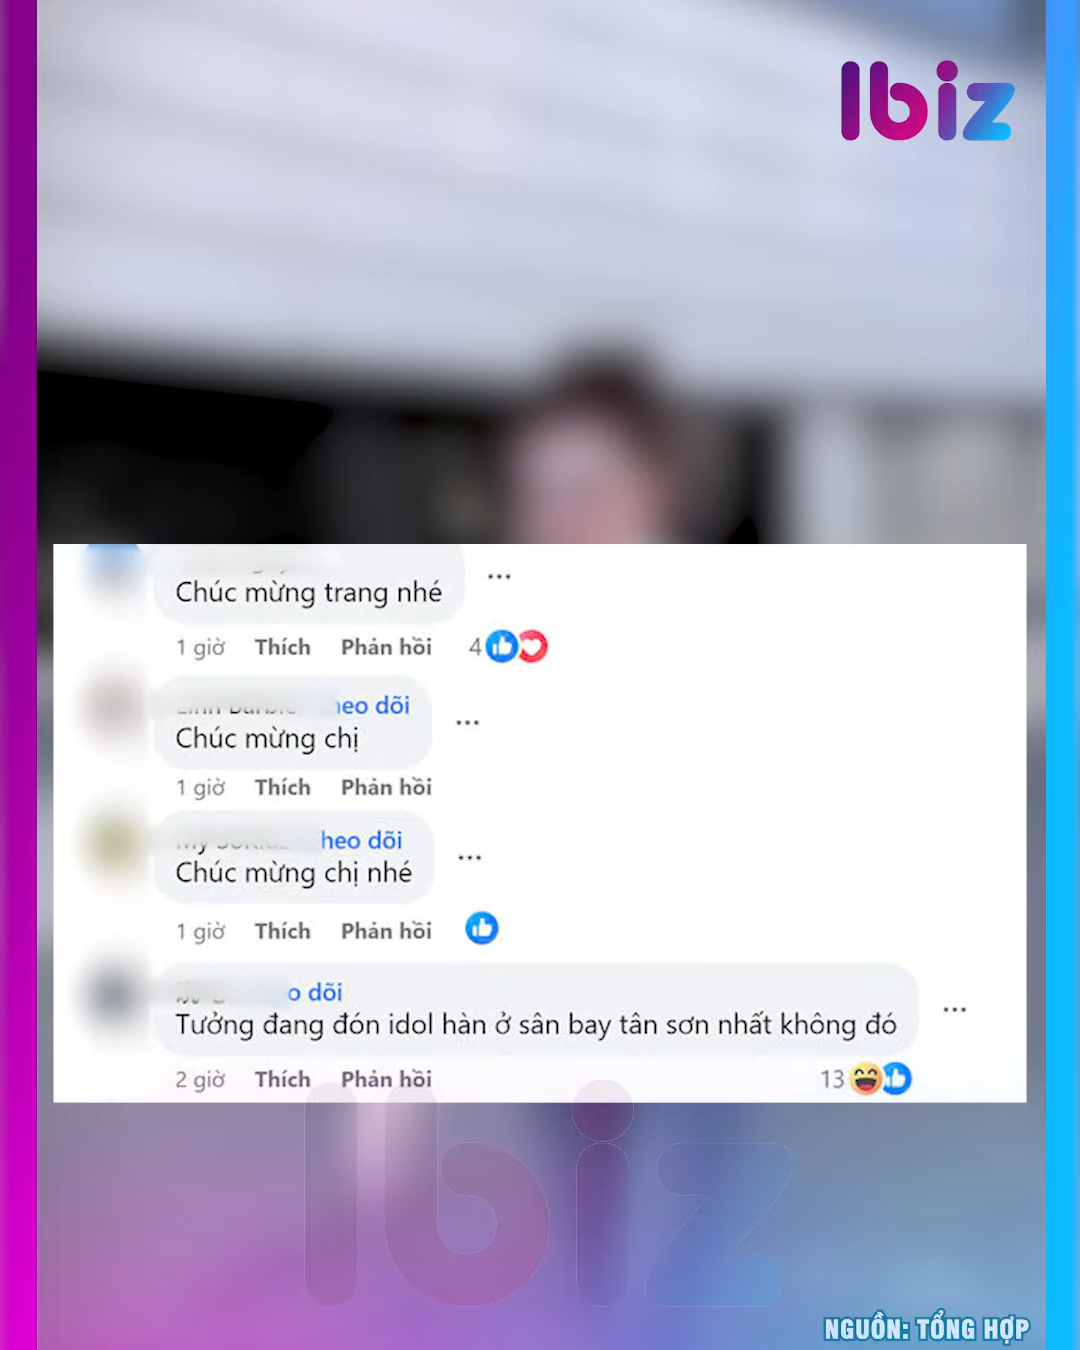 Ibiz
Chúc mừng trang nhé
1 giờ Thích Phản hồi 4
heo dõi
Chúc mừng chị
1 giờ Thích Phản hồi
heo dõi
Chúc mừng chị nhé
1 giờ Thích Phản hồi
o dõi
Tưởng đang đón idol hàn ở sân bay tân sơn nhất không đó
2 giờ Thích Phản hồi 13
Ibiz
NGUỒN: TỔNG HỢP